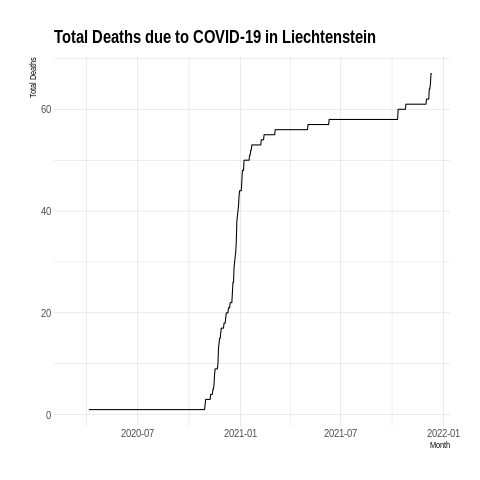 Total Deaths due to COVID-19 in Liechtenstein
Total Deaths
60
40
20
0
2020-07 2021-01 2021-07 2022-01
Month